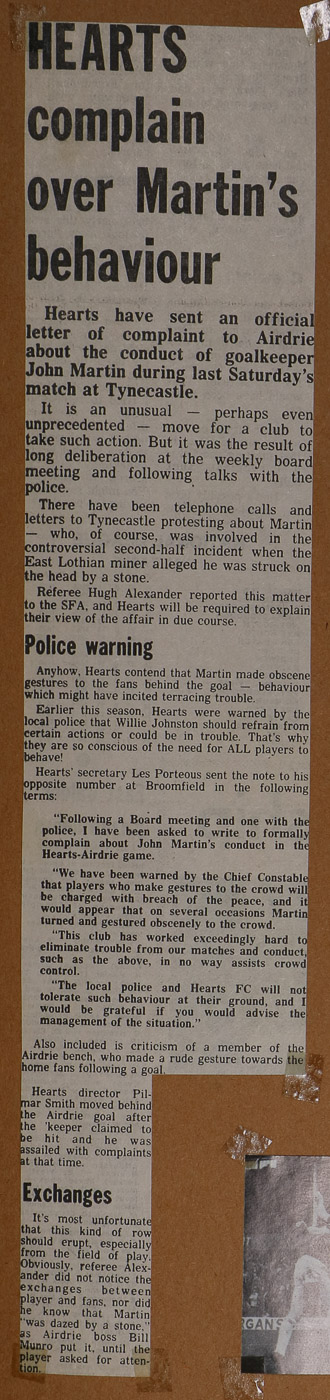 HEARTS
complain
over Martin's
behaviour
Hearts have sent an official
letter of complaint to Airdrie
about the conduct of goalkeeper
John Martin during last Saturday's
match at Tynecastle.
It is an unusual — perhaps even
unprecedented — move for a club to
take such action. But it was the result of
long deliberation at the weekly board
meeting and following talks with the
police.
There have been telephone calls and
letters to Tynecastle protesting about Martin
— who, of course, was involved in the
controversial second-half incident when the
East Lothian miner alleged he was struck on
the head by a stone.
Referee Hugh Alexander reported this matter
to the SFA, and Hearts will be required to explain
their view of the affair in due course.
Police warning
Anyhow, Hearts contend that Martin made obscene
gestures to the fans behind the goal — behaviour
which might have incited terracing trouble.
Earlier this season, Hearts were warned by the
local police that Willie Johnston should refrain from
certain actions or could be in trouble. That's why
they are so conscious of the need for ALL players to
behave!
Hearts' secretary Les Porteous sent the note to his
opposite number at Broomfield in the following
terms:
"Following a Board meeting and one with the
police, I have been asked to write to formally
complain about John Martin's conduct in the
Hearts-Airdrie game.
"We have been warned by the Chief Constable
that players who make gestures to the crowd will
be charged with breach of the peace, and it
would appear that on several occasions Martin
turned and gestured obscenely to the crowd.
"This club has worked exceedingly hard to
eliminate trouble from our matches and conduct,
such as the above, in no way assists crowd
control.
"The local police and Hearts FC will not
tolerate such behaviour at their ground, and I
would be grateful if you would advise the
management of the situation."
Also included is criticism of a member of the
Airdrie bench, who made a rude gesture towards the
home fans following a goal.
Hearts director Pil-
mar Smith moved behind
the Airdrie goal after
the 'keeper claimed to
be hit and he was
assailed with complaints
at that time.
Exchanges
It's most unfortunate
that this kind of row
should erupt, especially
from the field of play.
Obviously, referee Alex-
ander did not notice the
exchanges between
player and fans, nor did
he know that Martin
"was dazed by a stone,"
as Airdrie boss Bill
Munro put it, until the
player asked for atten-
tion.
RGANS